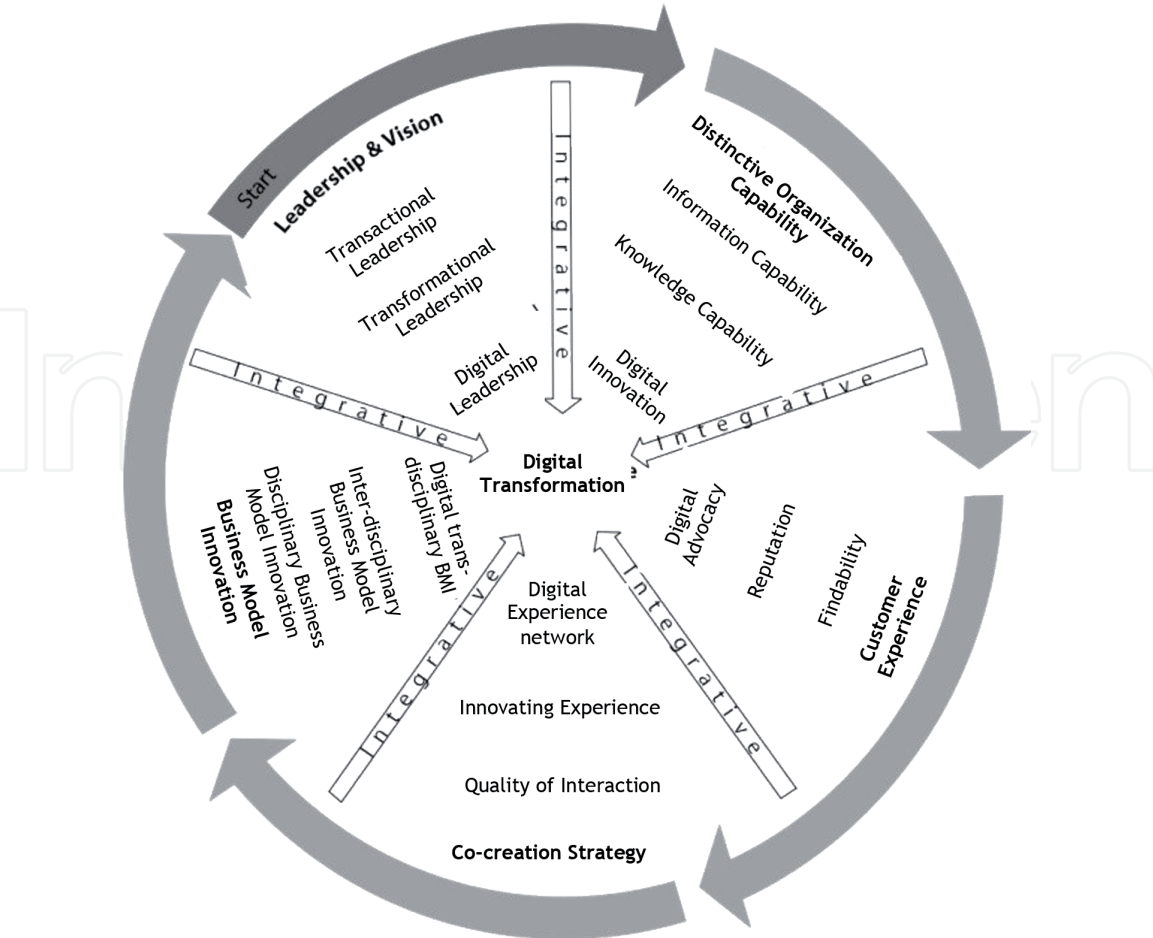 Start
Leadership & Vision
Transactional
Leadership
Transformational
Leadership
Digital
Leadership
Integrative
Distinctive Organization
Capability
Information Capability
Knowledge Capability
Digital
Innovation
Integrative
Customer
Experience
Findability
Reputation
Digital
Advocacy
Integrative
Digital
Experience
network
Innovating Experience
Quality of Interaction
Co-creation Strategy
Integrative
Business Model
Innovation
Disciplinary Business
Model Innovation
Inter-disciplinary
Business Model
Innovation
Digital trans-
disciplinary BMI
Integrative
Digital
Transformation